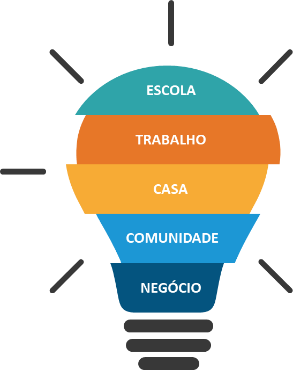 ESCOLA
TRABALHO
CASA
COMUNIDADE
NEGÓCIO